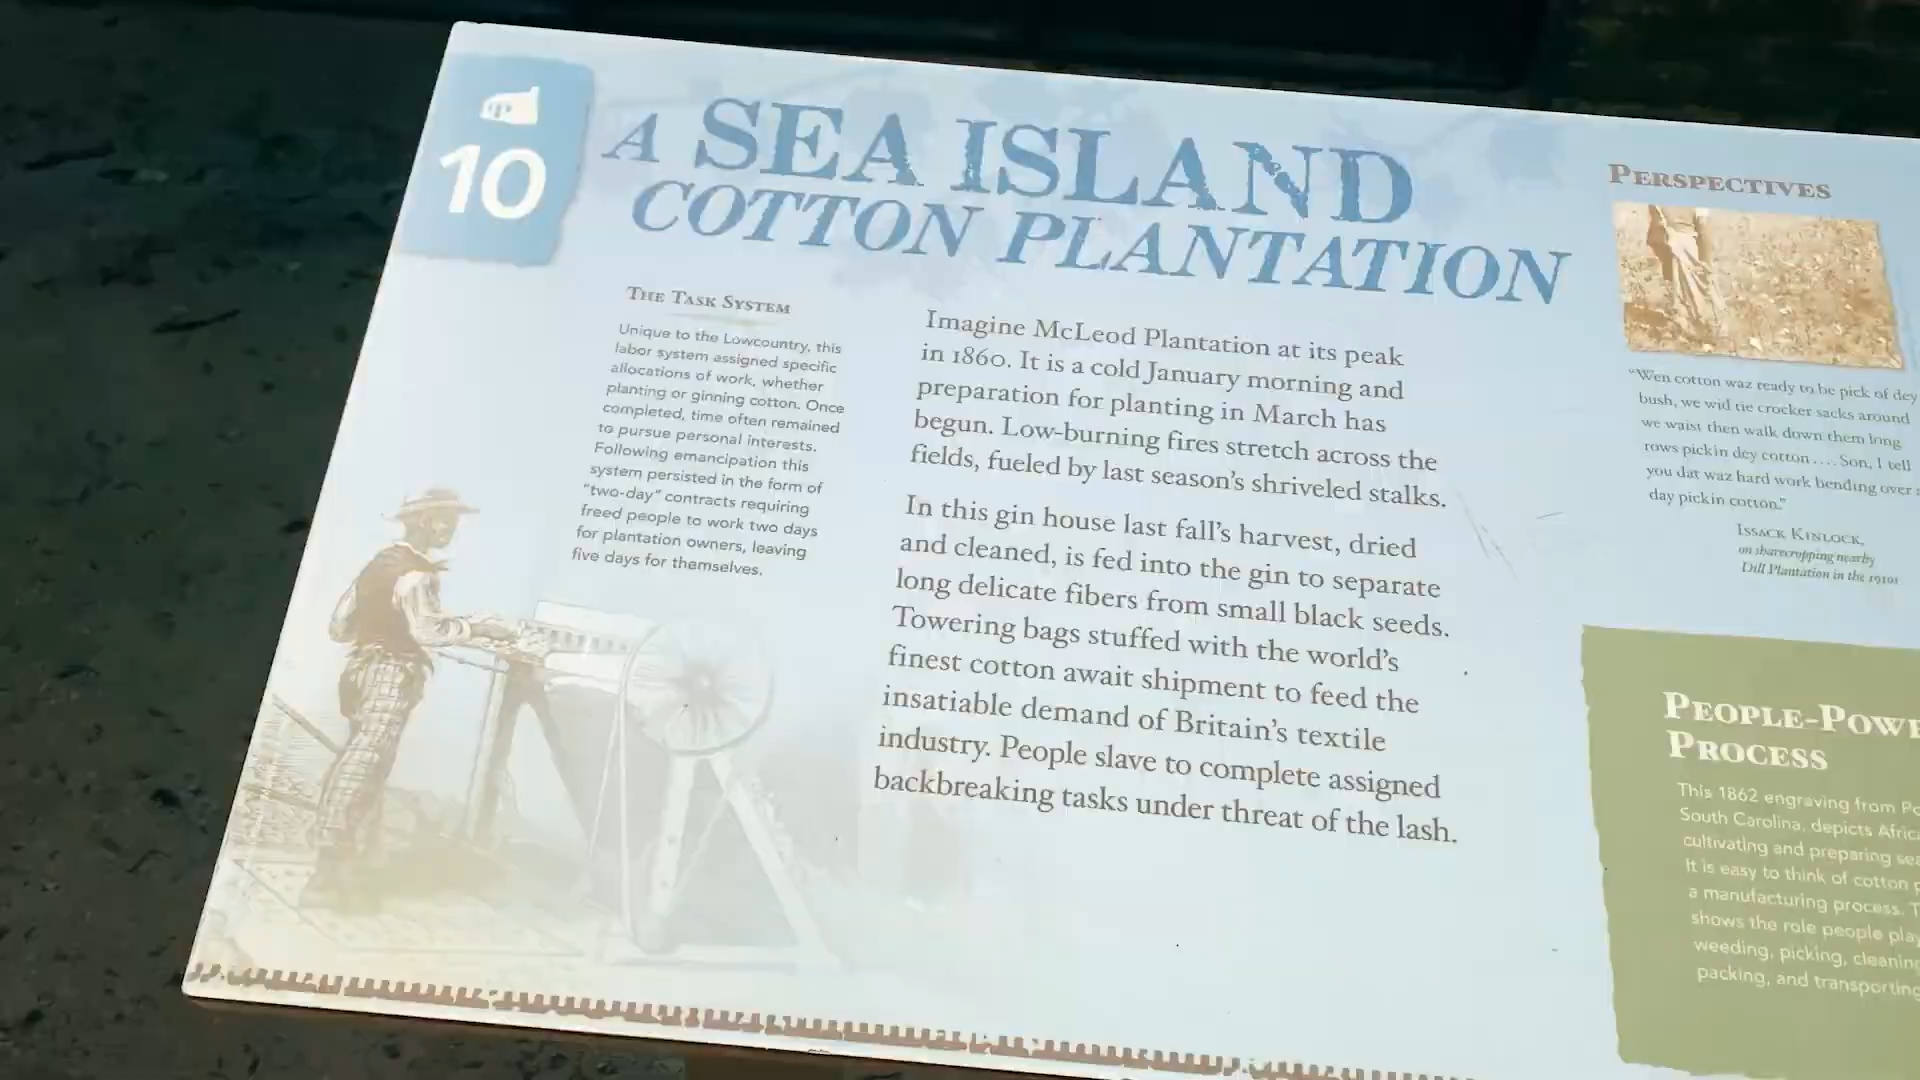 10
A SEA ISLAND
COTTON PLANTATION
THE TASK SYSTEM
Unique to the Lowcountry, this
labor system assigned specific
allocations of work, whether
planting or ginning cotton. Once
completed, time often remained
to pursue personal interests.
Following emancipation this
system persisted in the form of
"two-day" contracts requiring
freed people to work two days
for plantation owners, leaving
five days for themselves.
Imagine McLeod Plantation at its peak
in 1860. It is a cold January morning and
preparation for planting in March has
begun. Low-burning fires stretch across the
fields, fueled by last season's shriveled stalks.
In this gin house last fall's harvest, dried
and cleaned, is fed into the gin to separate
long delicate fibers from small black seeds.
Towering bags stuffed with the world's
finest cotton await shipment to feed the
insatiable demand of Britain's textile
industry. People slave to complete assigned
backbreaking tasks under threat of the lash.
PERSPECTIVES
"Wen cotton waz ready to be pick of dey
bush, we wid tie crocker sacks around
we waist then walk down them long
rows pickin dey cotton.... Son, I tell
you dat waz hard work bending over
day pickin cotton."
ISSACK KINLOCK,
on sharecropping nearby
Dill Plantation in the 1910s
PEOPLE-POWE
PROCESS
This 1862 engraving from
South Carolina, depicts
cultivating and preparing
It is easy to think of cotton
a manufacturing process.
shows the role people
weeding, picking, cleaning
packing, and transporting